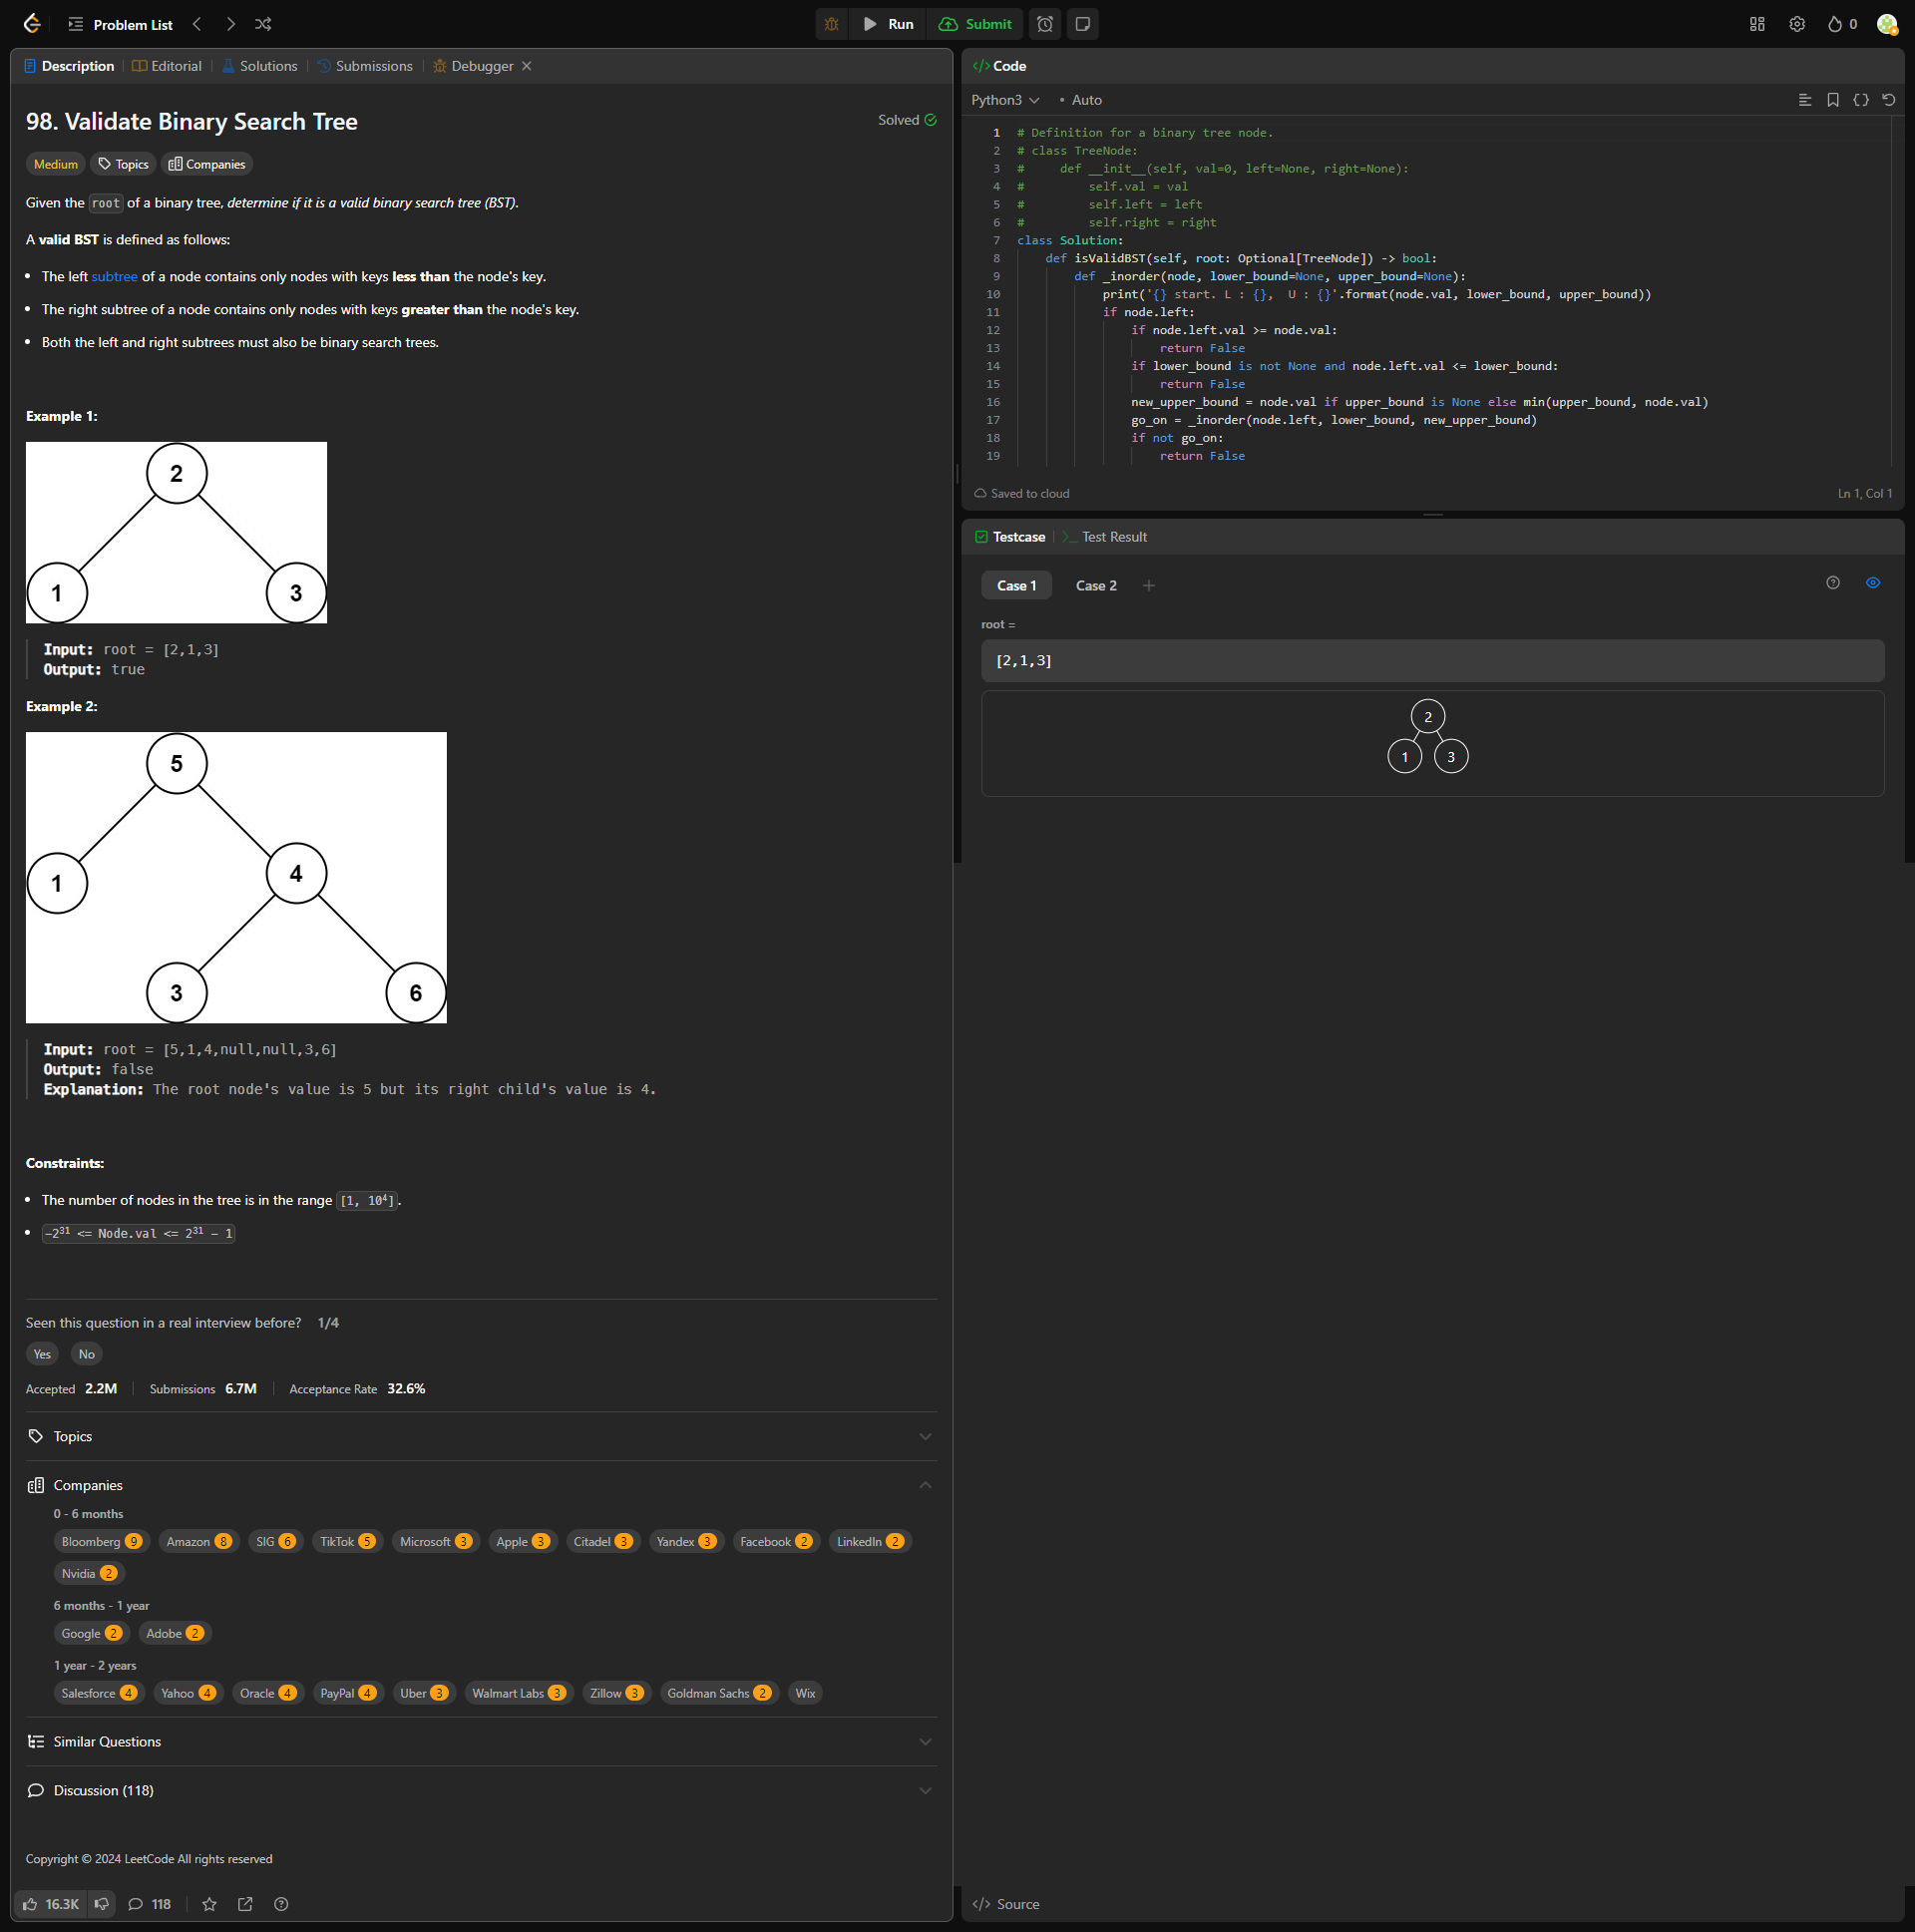 Problem List
Run
Submit
0
Description
Editorial
Solutions
Submissions
Debugger
98. Validate Binary Search Tree
Solved
Medium
Topics
Companies
Given the root of a binary tree, determine if it is a valid binary search tree (BST).
A valid BST is defined as follows:
• The left subtree of a node contains only nodes with keys less than the node's key.
• The right subtree of a node contains only nodes with keys greater than the node's key.
• Both the left and right subtrees must also be binary search trees.
Example 1:
2
1
3
Input: root = [2,1,3]
Output: true
Example 2:
5
1
4
3
6
Input: root = [5,1,4,null,null,3,6]
Output: false
Explanation: The root node's value is 5 but its right child's value is 4.
Constraints:
• The number of nodes in the tree is in the range [1, 10⁴].
• -2³¹ <= Node.val <= 2³¹ - 1
Seen this question in a real interview before? 1/4
Yes No
Accepted 2.2M Submissions 6.7M Acceptance Rate 32.6%
Topics
Companies
0 - 6 months
Bloomberg 9 Amazon 8 SIG 6 TikTok 5 Microsoft 3 Apple 3 Citadel 3 Yandex 3 Facebook 2 LinkedIn 2
Nvidia 2
6 months - 1 year
Google 2 Adobe 2
1 year - 2 years
Salesforce 4 Yahoo 4 Oracle 4 PayPal 4 Uber 3 Walmart Labs 3 Zillow 3 Goldman Sachs 2 Wix
Similar Questions
Discussion (118)
Copyright © 2024 LeetCode All rights reserved
16.3K 118
</> Code
Python3 • Auto
1 # Definition for a binary tree node.
2 # class TreeNode:
3 #     def __init__(self, val=0, left=None, right=None):
4 #         self.val = val
5 #         self.left = left
6 #         self.right = right
7 class Solution:
8     def isValidBST(self, root: Optional[TreeNode]) -> bool:
9         def _inorder(node, lower_bound=None, upper_bound=None):
10             print('{} start. L : {},  U : {}'.format(node.val, lower_bound, upper_bound))
11             if node.left:
12                 if node.left.val >= node.val:
13                     return False
14                 if lower_bound is not None and node.left.val <= lower_bound:
15                     return False
16                 new_upper_bound = node.val if upper_bound is None else min(upper_bound, node.val)
17                 go_on = _inorder(node.left, lower_bound, new_upper_bound)
18                 if not go_on:
19                     return False
Saved to cloud
Ln 1, Col 1
Testcase
Test Result
Case 1 Case 2 +
root =
[2,1,3]
2
1 3
</> Source